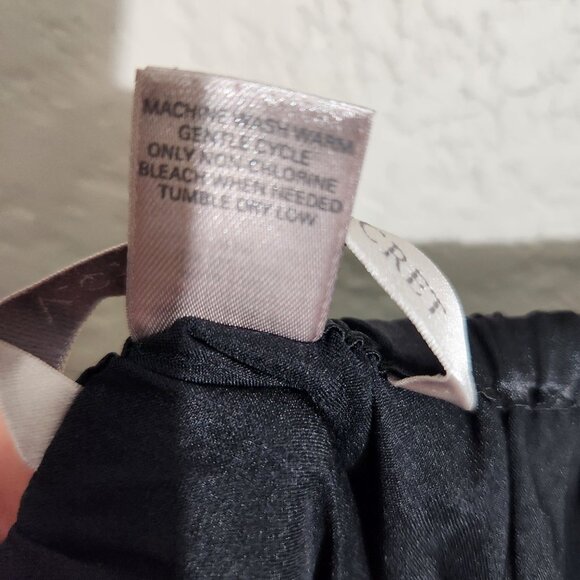 MACHINE WASH WARM
GENTLE CYCLE
ONLY NON-CHLORINE
BLEACH WHEN NEEDED
TUMBLE DRY LOW
CRET